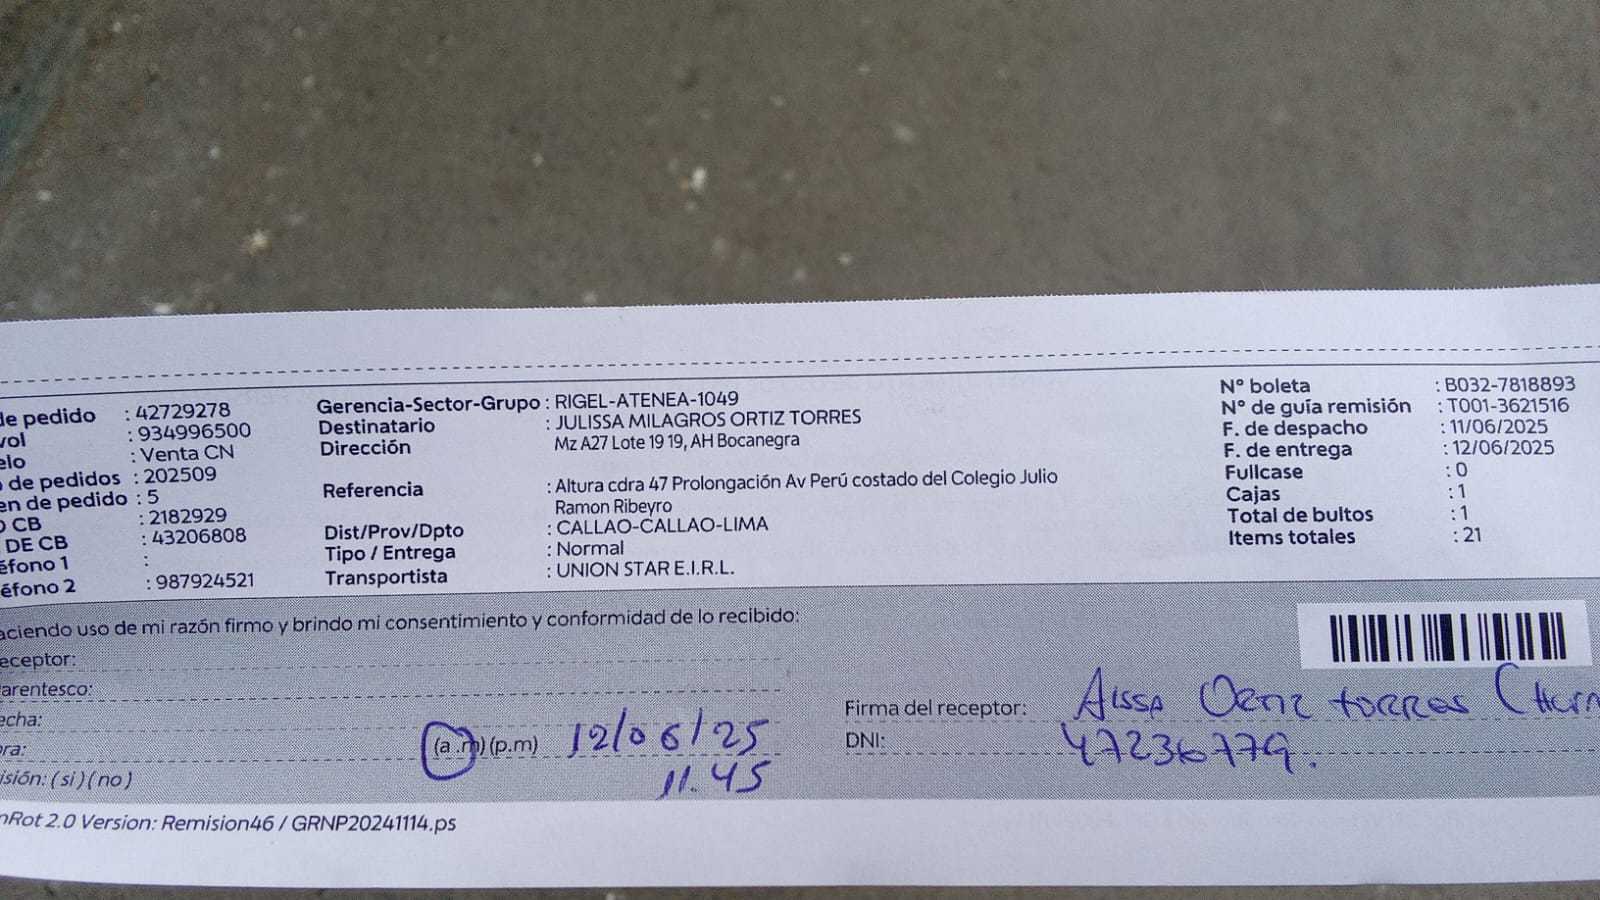 de pedido : 42729278
vol : 934996500
elo : Venta CN
o de pedidos : 202509
en de pedido : 5
O CB : 2182929
DE CB : 43206808
éfono 1 :
éfono 2 : 987924521
Gerencia-Sector-Grupo : RIGEL-ATENEA-1049
Destinatario : JULISSA MILAGROS ORTIZ TORRES
Dirección Mz A27 Lote 19 19, AH Bocanegra
Referencia : Altura cdra 47 Prolongación Av Perú costado del Colegio Julio
Ramon Ribeyro
Dist/Prov/Dpto : CALLAO-CALLAO-LIMA
Tipo / Entrega : Normal
Transportista : UNION STAR E.I.R.L.
N° boleta : B032-7818893
N° de guía remisión : T001-3621516
F. de despacho : 11/06/2025
F. de entrega : 12/06/2025
Fullcase : 0
Cajas : 1
Total de bultos : 1
Items totales : 21
aciendo uso de mi razón firmo y brindo mi consentimiento y conformidad de lo recibido:
eceptor:
arentesco:
echa:
ora: (a .m) (p.m) 12/06/25
11.45
isión: ( si ) ( no )
Firma del receptor: Alssa Ortiz torres (
DNI: 47236779.
nRot 2.0 Version: Remision46 / GRNP20241114.ps